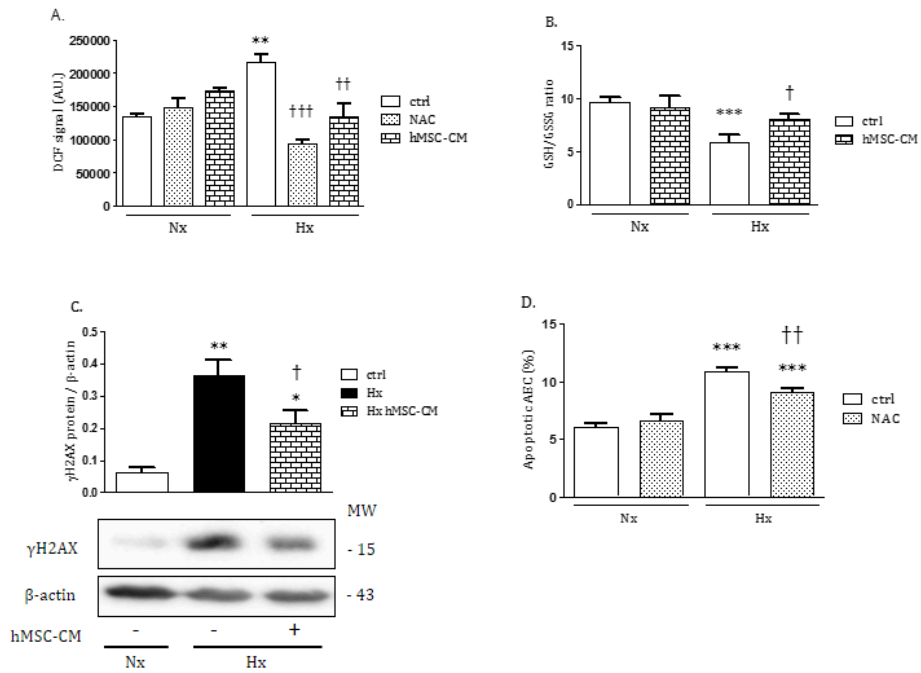 A.
250000
200000
150000
100000
50000
0
DCF signal (A.U.)
**
†††
††
Nx
Hx
ctrl
NAC
hMSC-CM
B.
15
10
5
0
GSH/GSSG ratio
***
†
Nx
Hx
ctrl
hMSC-CM
C.
0.5
0.4
0.3
0.2
0.1
0.0
γH2AX protein / β-actin
**
†
*
ctrl
Hx
Hx hMSC-CM
MW
γH2AX
- 15
β-actin
- 43
hMSC-CM - - +
Nx Hx
D.
15
10
5
0
Apoptotic AEC (%)
***
††
***
Nx
Hx
ctrl
NAC